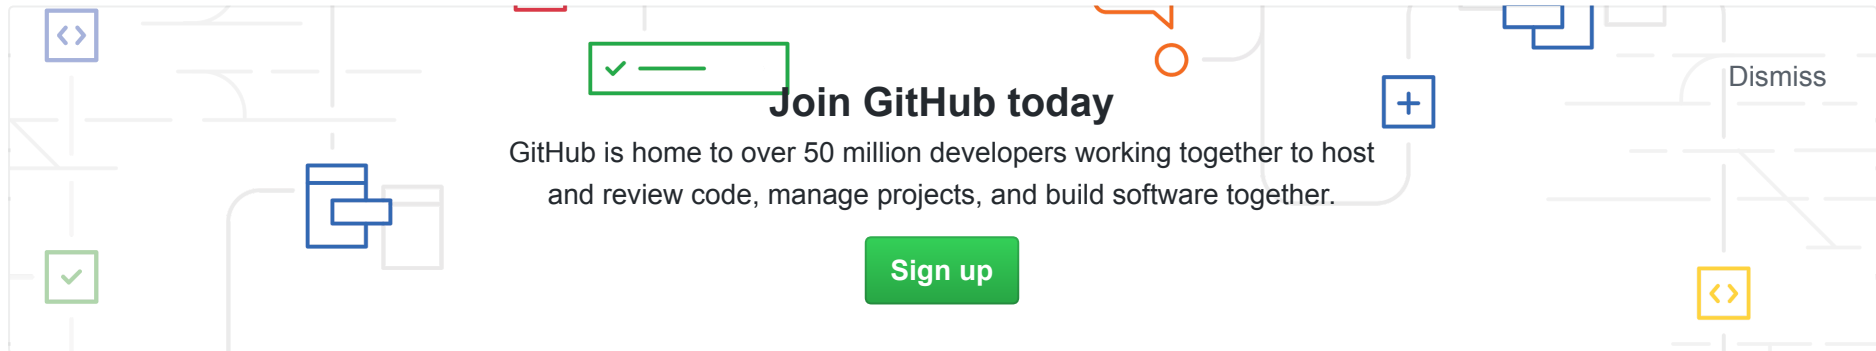 Dismiss
Join GitHub today
GitHub is home to over 50 million developers working together to host
and review code, manage projects, and build software together.
Sign up